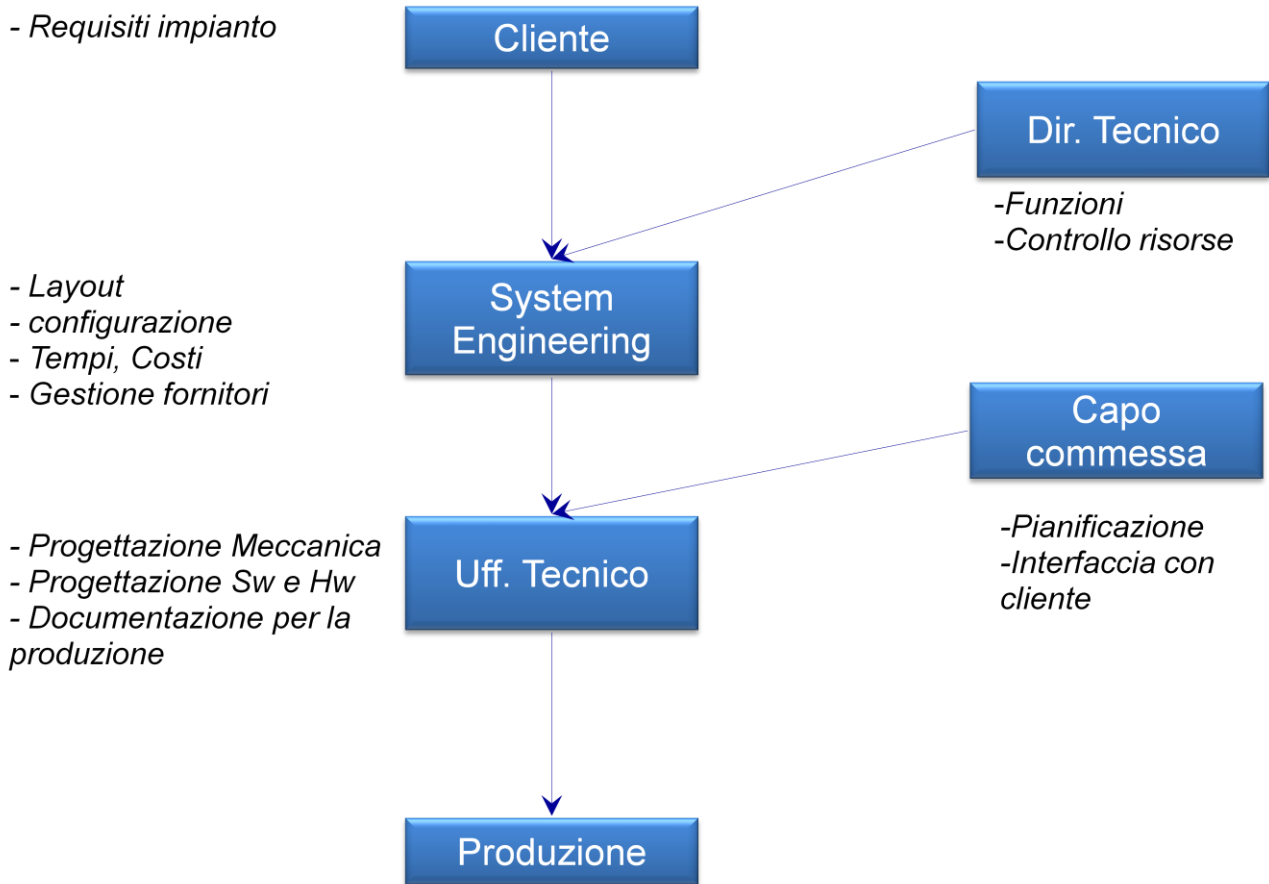 - Requisiti impianto
Cliente
Dir. Tecnico
-Funzioni
-Controllo risorse
- Layout
- configurazione
- Tempi, Costi
- Gestione fornitori
System
Engineering
Capo
commessa
-Pianificazione
-Interfaccia con
cliente
- Progettazione Meccanica
- Progettazione Sw e Hw
- Documentazione per la
produzione
Uff. Tecnico
Produzione